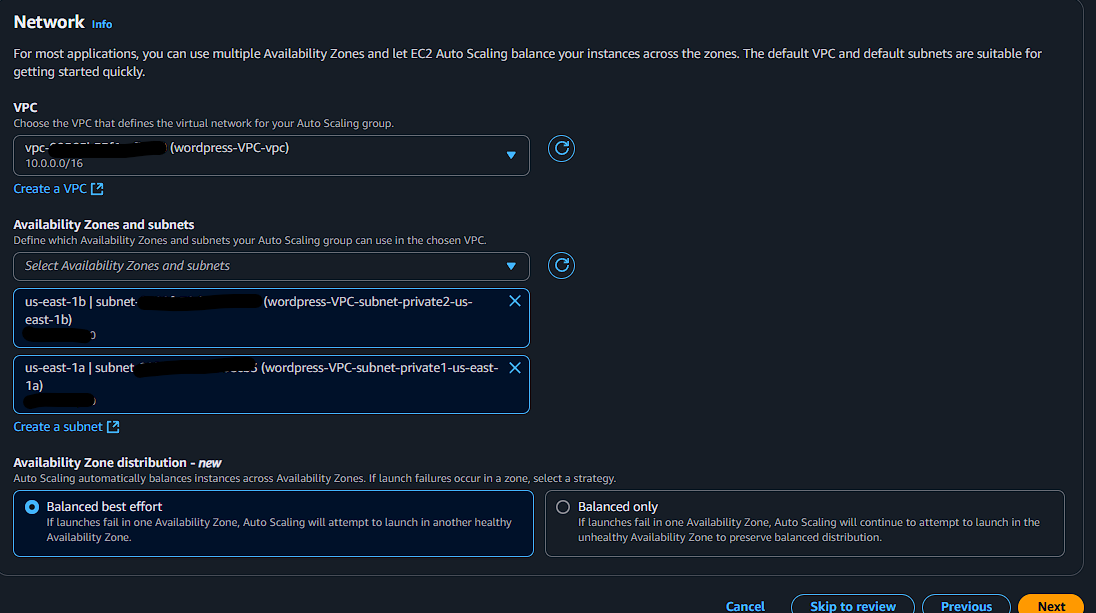 Network Info
For most applications, you can use multiple Availability Zones and let EC2 Auto Scaling balance your instances across the zones. The default VPC and default subnets are suitable for
getting started quickly.
VPC
Choose the VPC that defines the virtual network for your Auto Scaling group.
vpc- (wordpress-VPC-vpc)
10.0.0.0/16
Create a VPC
Availability Zones and subnets
Define which Availability Zones and subnets your Auto Scaling group can use in the chosen VPC.
Select Availability Zones and subnets
us-east-1b | subnet- (wordpress-VPC-subnet-private2-us-
east-1b)
us-east-1a | subnet (wordpress-VPC-subnet-private1-us-east-
1a)
Create a subnet
Availability Zone distribution - new
Auto Scaling automatically balances instances across Availability Zones. If launch failures occur in a zone, select a strategy.
Balanced best effort
If launches fail in one Availability Zone, Auto Scaling will attempt to launch in another healthy
Availability Zone.
Balanced only
If launches fail in one Availability Zone, Auto Scaling will continue to attempt to launch in the
unhealthy Availability Zone to preserve balanced distribution.
Cancel
Skip to review
Previous
Next